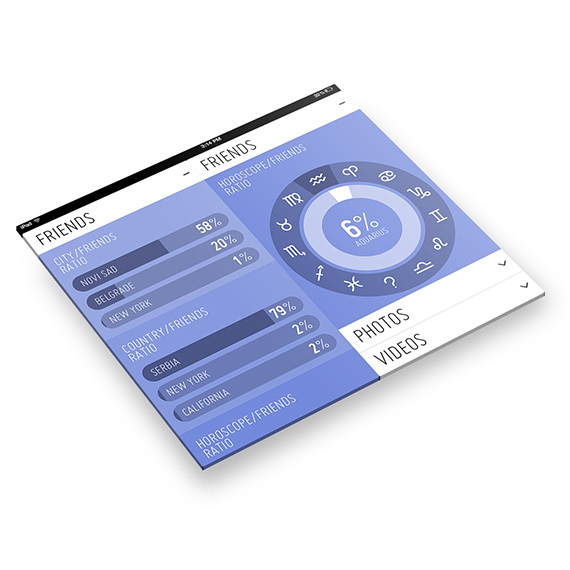 iPad
3:14 PM
22 %
FRIENDS
CITY/FRIENDS
RATIO
NOVI SAD 58%
BELGRADE 20%
NEW YORK 1%
COUNTRY/FRIENDS
RATIO
SERBIA 79%
NEW YORK 2%
CALIFORNIA 2%
HOROSCOPE/FRIENDS
RATIO
FRIENDS
HOROSCOPE/FRIENDS
RATIO
♈
♋
♑
♊
♌
♎
?
♓
♐
♏
♉
♍
♒
6%
AQUARIUS
PHOTOS
VIDEOS